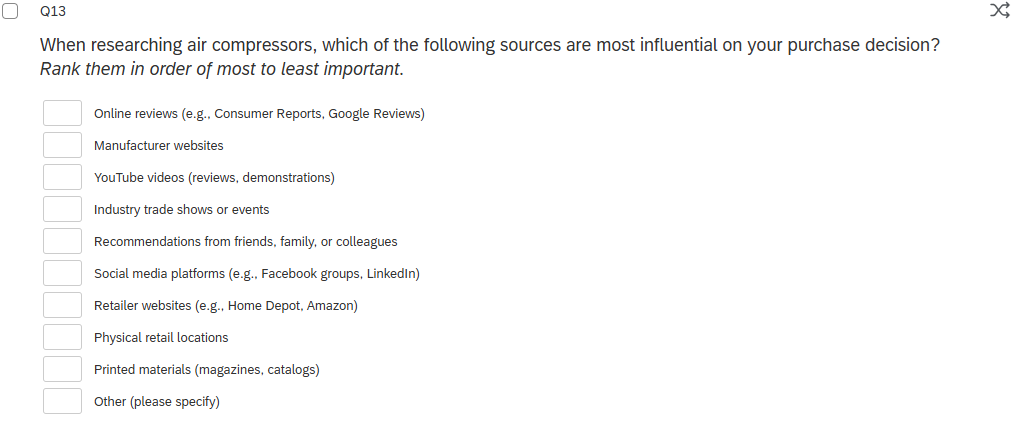 Q13
When researching air compressors, which of the following sources are most influential on your purchase decision?
Rank them in order of most to least important.
Online reviews (e.g., Consumer Reports, Google Reviews)
Manufacturer websites
YouTube videos (reviews, demonstrations)
Industry trade shows or events
Recommendations from friends, family, or colleagues
Social media platforms (e.g., Facebook groups, LinkedIn)
Retailer websites (e.g., Home Depot, Amazon)
Physical retail locations
Printed materials (magazines, catalogs)
Other (please specify)